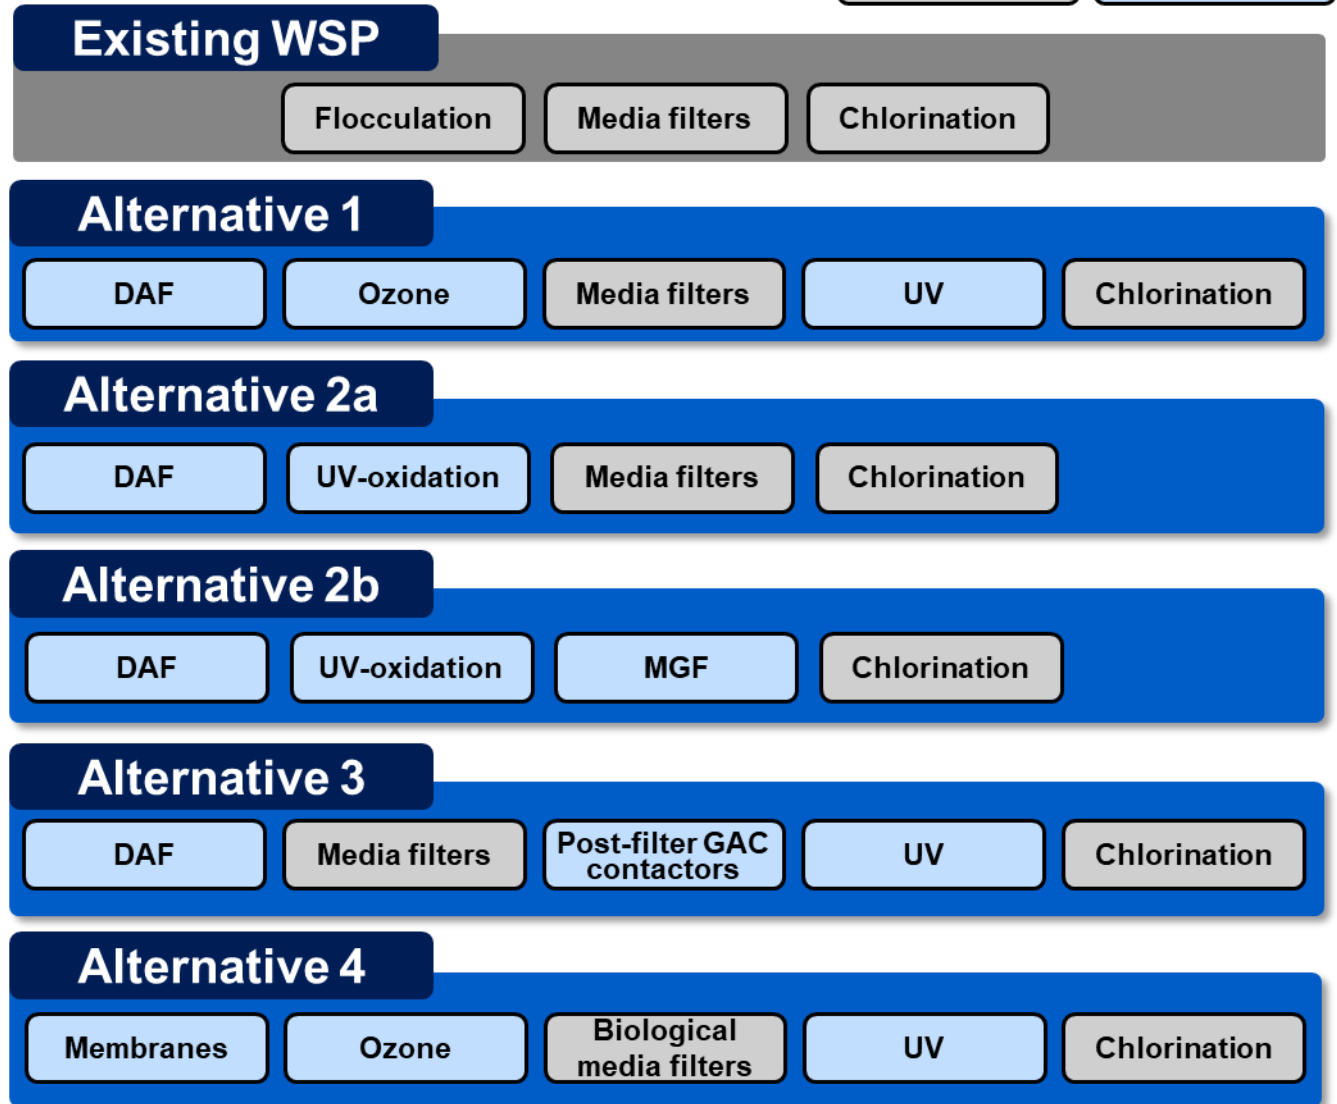 Existing WSP
Flocculation
Media filters
Chlorination
Alternative 1
DAF
Ozone
Media filters
UV
Chlorination
Alternative 2a
DAF
UV-oxidation
Media filters
Chlorination
Alternative 2b
DAF
UV-oxidation
MGF
Chlorination
Alternative 3
DAF
Media filters
Post-filter GAC
contactors
UV
Chlorination
Alternative 4
Membranes
Ozone
Biological
media filters
UV
Chlorination